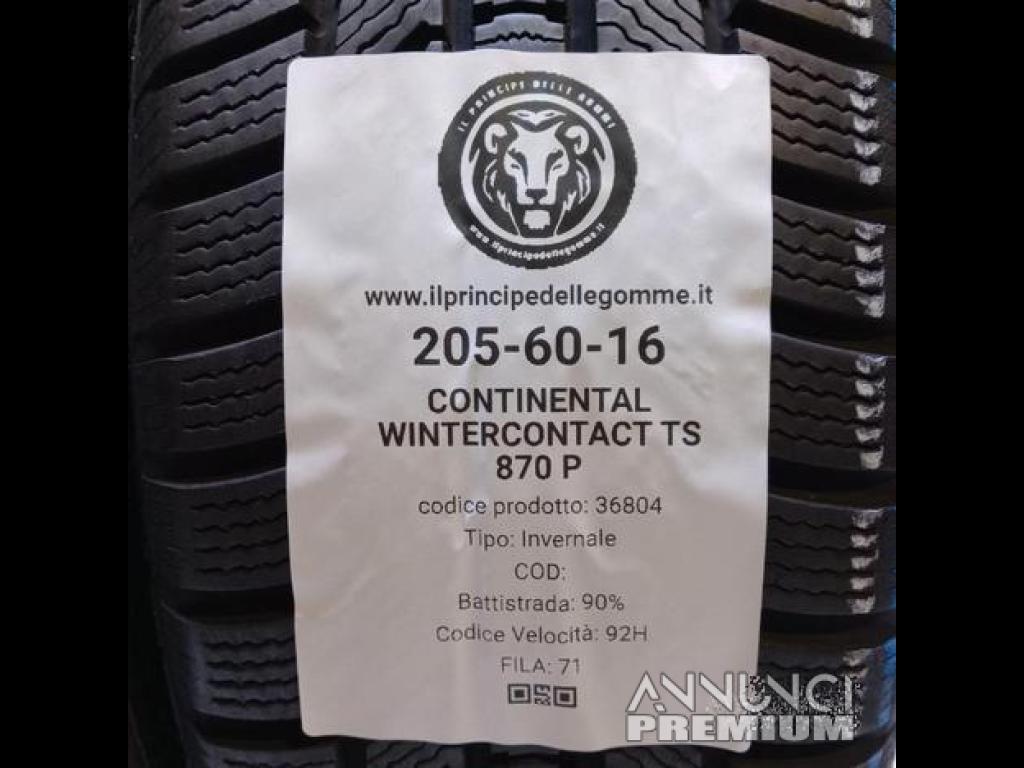 IL PRINCIPE DELLE GOMME
www.ilprincipedellegomme.it
www.ilprincipedellegomme.it
205-60-16
CONTINENTAL
WINTERCONTACT TS
870 P
codice prodotto: 36804
Tipo: Invernale
COD:
Battistrada: 90%
Codice Velocità: 92H
FILA: 71
ANNUNCI
PREMIUM